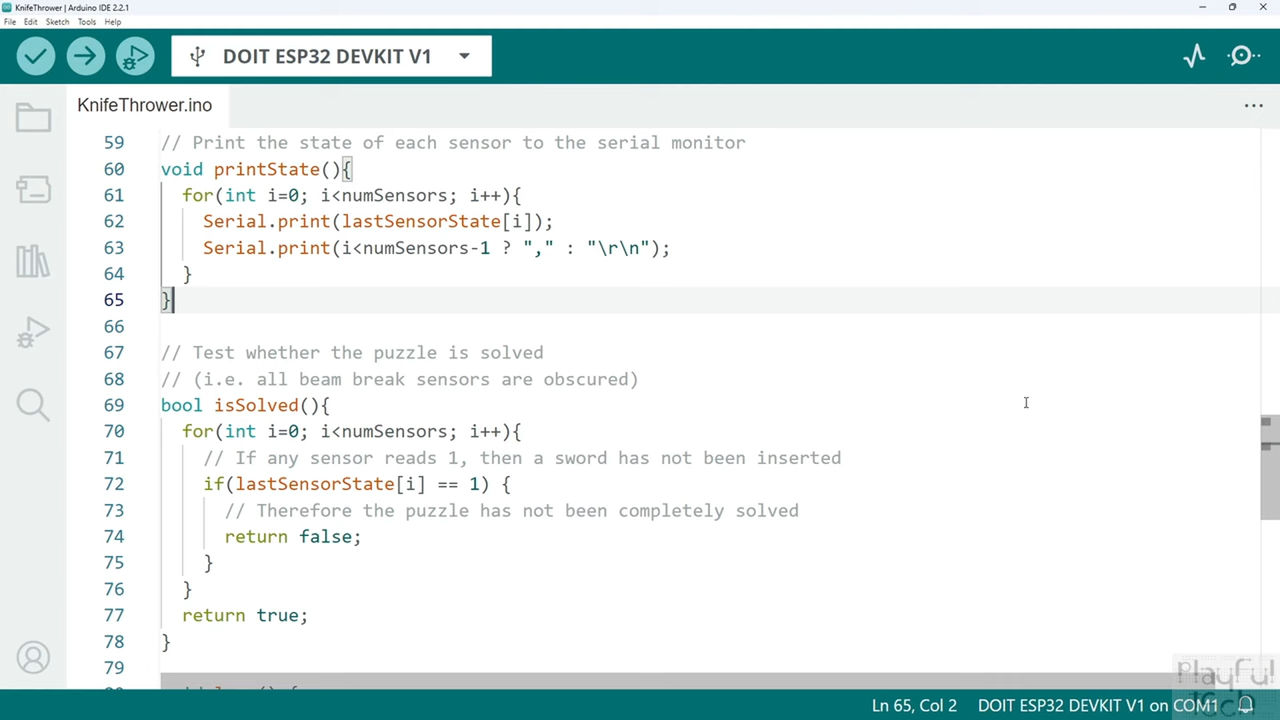 KnifeThrower | Arduino IDE 2.2.1
File Edit Sketch Tools Help
DOIT ESP32 DEVKIT V1
KnifeThrower.ino
59 // Print the state of each sensor to the serial monitor
60 void printState(){
61 for(int i=0; i<numSensors; i++){
62 Serial.print(lastSensorState[i]);
63 Serial.print(i<numSensors-1 ? "," : "\r\n");
64 }
65 }
66
67 // Test whether the puzzle is solved
68 // (i.e. all beam break sensors are obscured)
69 bool isSolved(){
70 for(int i=0; i<numSensors; i++){
71 // If any sensor reads 1, then a sword has not been inserted
72 if(lastSensorState[i] == 1) {
73 // Therefore the puzzle has not been completely solved
74 return false;
75 }
76 }
77 return true;
78 }
79
Playful
Tech
Ln 65, Col 2 DOIT ESP32 DEVKIT V1 on COM1